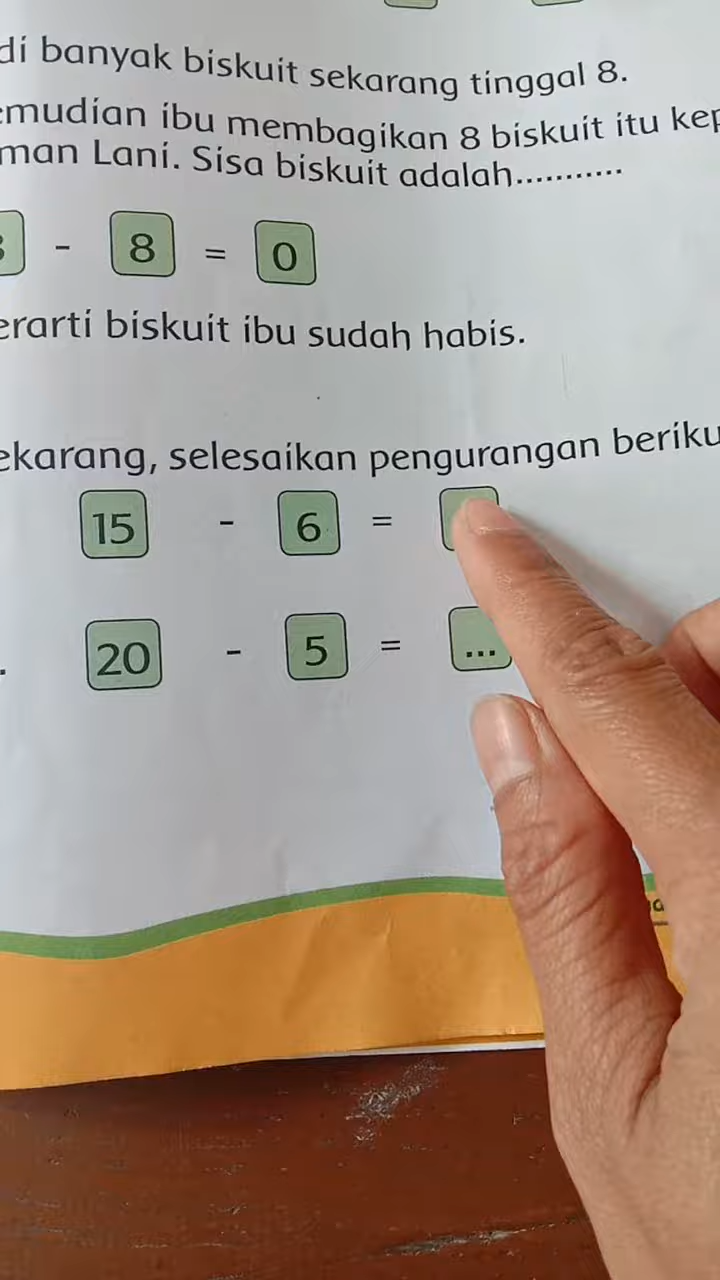 di banyak biskuit sekarang tinggal 8.
emudian ibu membagikan 8 biskuit itu kep
man Lani. Sisa biskuit adalah...........
- 8 = 0
erarti biskuit ibu sudah habis.
ekarang, selesaikan pengurangan beriku
15 - 6 =
. 20 - 5 = ...